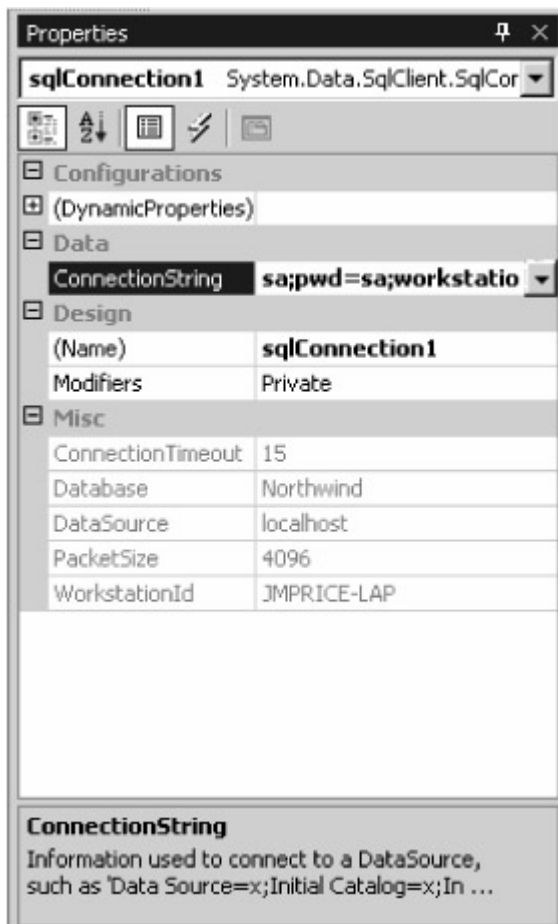 Properties
sqlConnection1 System.Data.SqlClient.SqlCor
Configurations
(DynamicProperties)
Data
ConnectionString sa;pwd=sa;workstatio
Design
(Name) sqlConnection1
Modifiers Private
Misc
ConnectionTimeout 15
Database Northwind
DataSource localhost
PacketSize 4096
WorkstationId JMPRICE-LAP
ConnectionString
Information used to connect to a DataSource,
such as 'Data Source=x;Initial Catalog=x;In ...